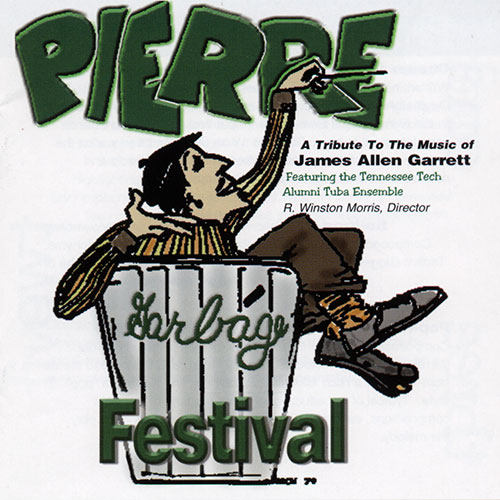 PIERRE
A Tribute To The Music of
James Allen Garrett
Featuring the Tennessee Tech
Alumni Tuba Ensemble
R. Winston Morris, Director
Garbáge
Festival
79